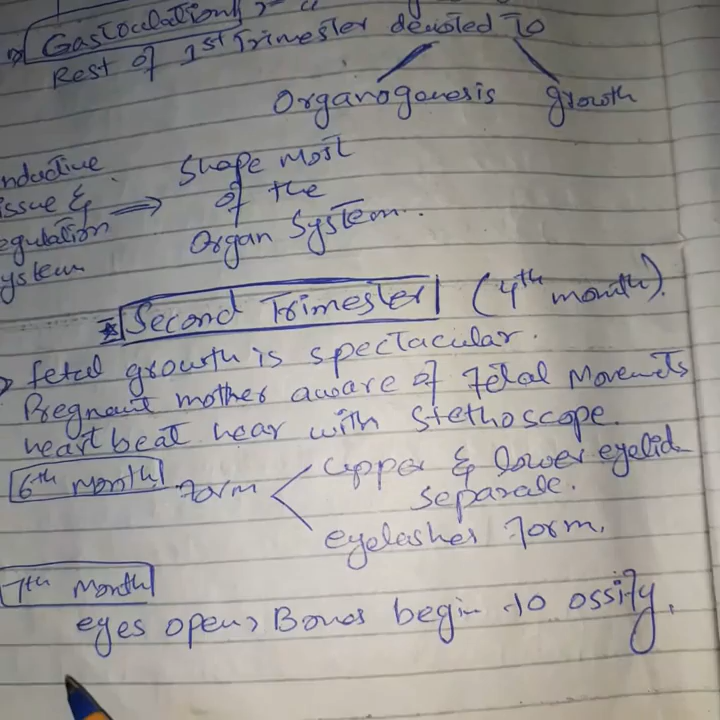 Gastrulation
Rest of 1st Trimester devoted To
Organogenesis growth
nductive
issue &
egulation
ystem
⇒ Shape most
of the
Organ System.
Second Trimester (4th month).
fetal growth is spectacular.
Pregnant mother aware of fetal Movements
heart beat hear with Stethoscope.
6th month form upper & lower eyelid
separate.
eyelashes form.
7th month
eyes open, Bones begin to ossify.